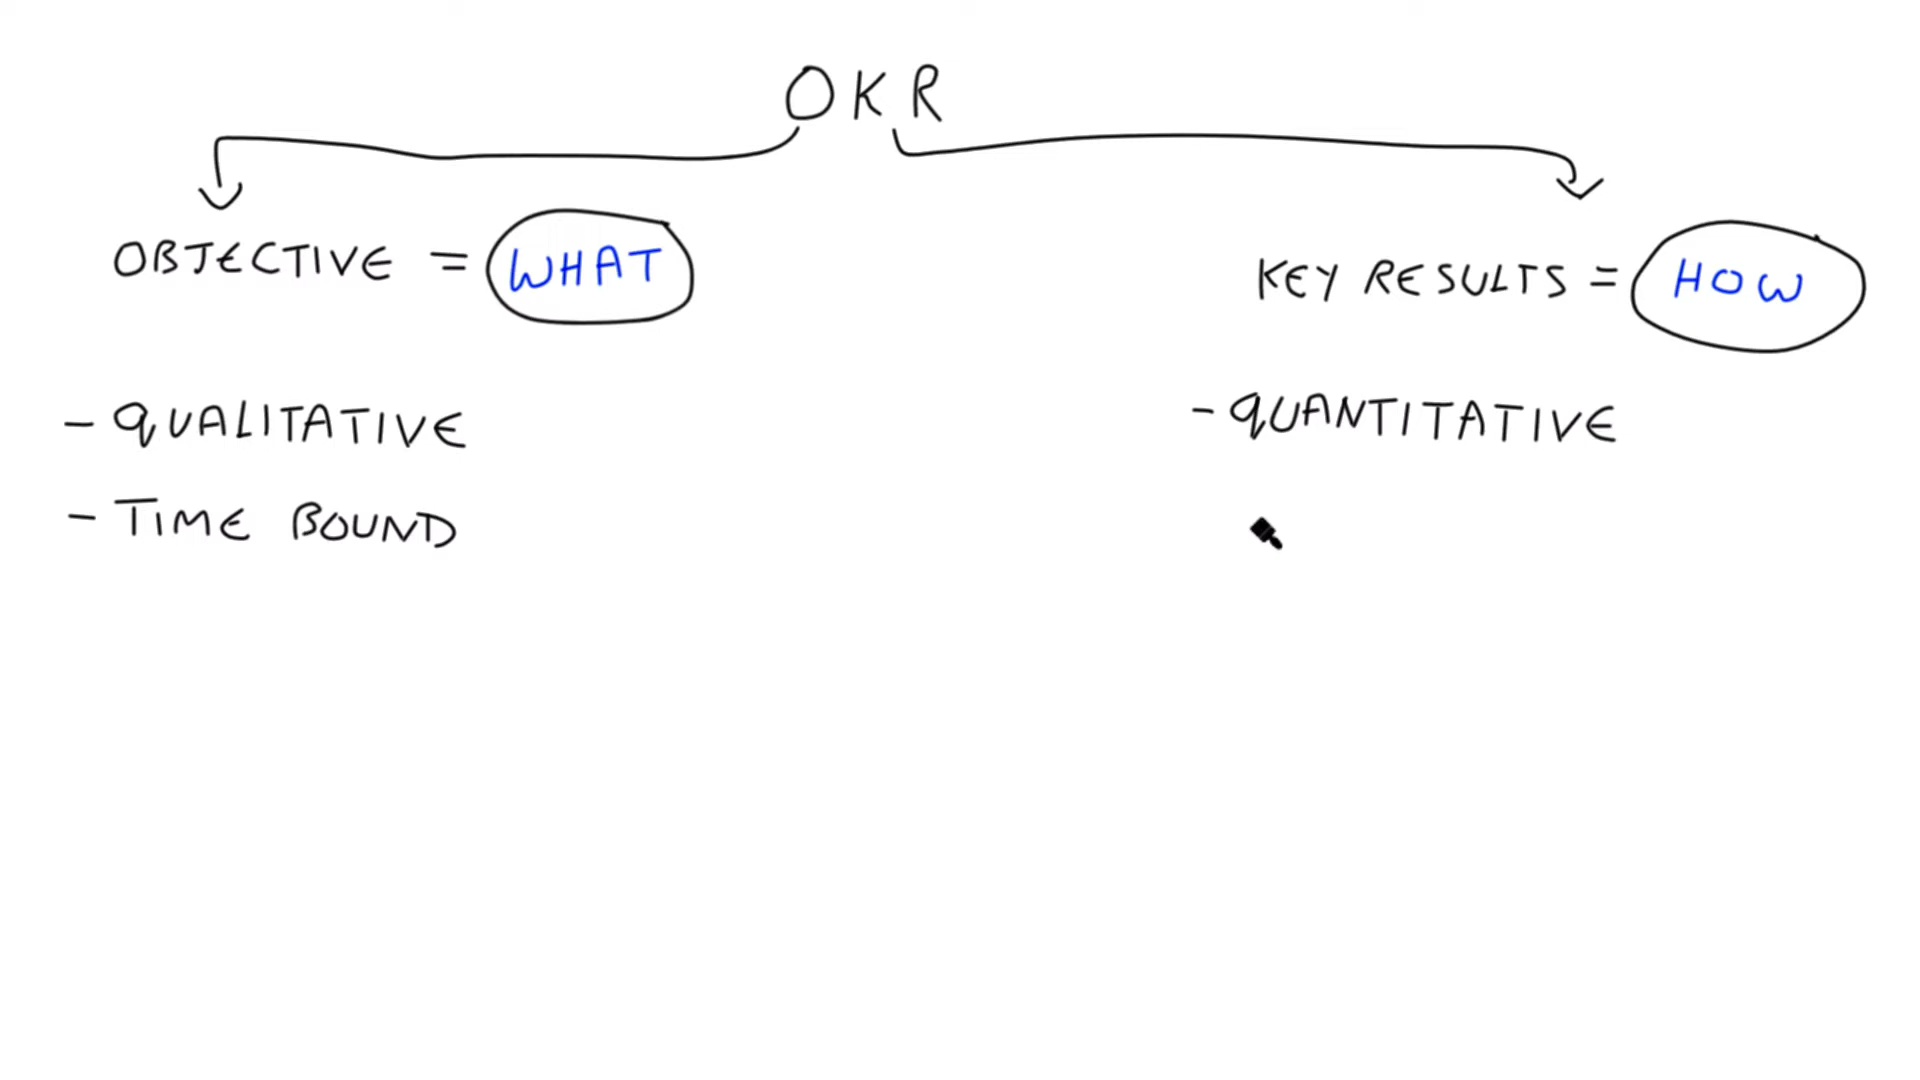 OKR
OBJECTIVE = WHAT
KEY RESULTS = HOW
- QUALITATIVE
- TIME BOUND
- QUANTITATIVE